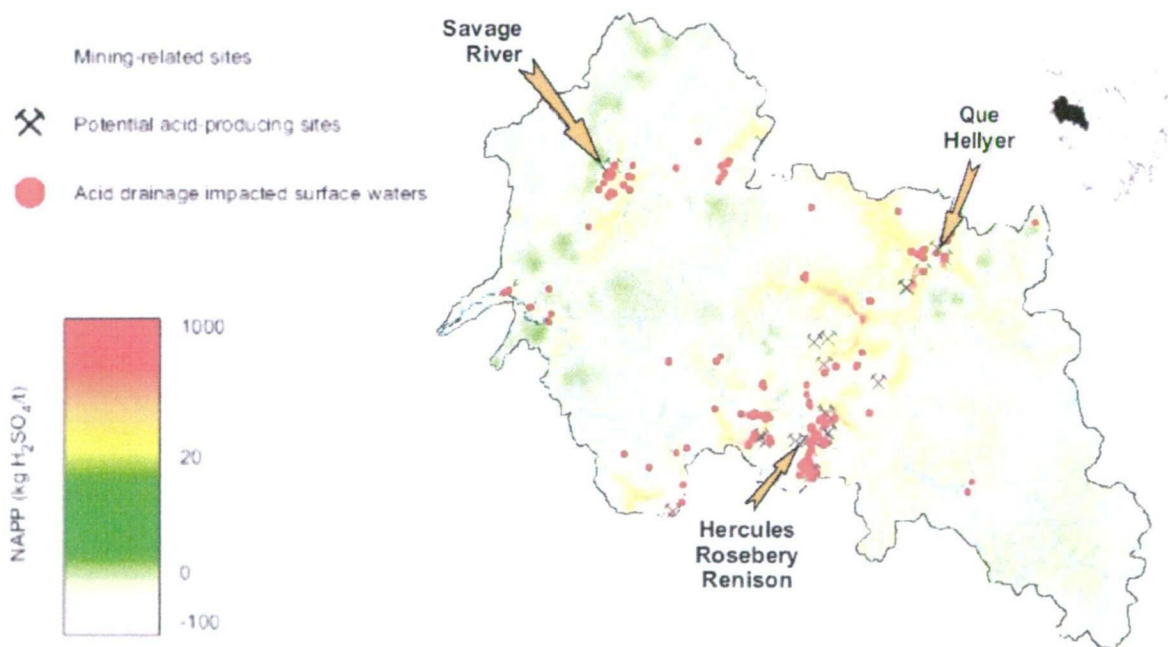 Savage
River
Mining-related sites
Potential acid-producing sites
Que
Hellyer
Acid drainage impacted surface waters
1000
20
0
-100
NAPP (kg H₂SO₄/t)
Hercules
Rosebery
Renison